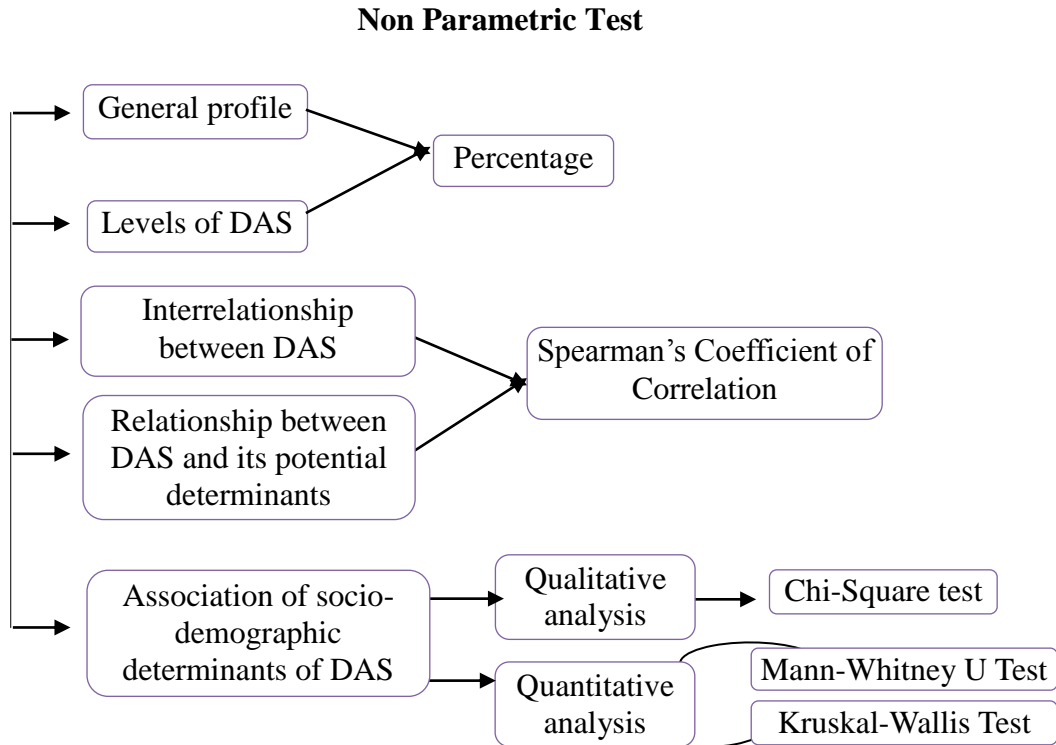 Non Parametric Test
General profile
Percentage
Levels of DAS
Interrelationship
between DAS
Spearman’s Coefficient of
Correlation
Relationship between
DAS and its potential
determinants
Association of socio-
demographic
determinants of DAS
Qualitative
analysis
Chi-Square test
Quantitative
analysis
Mann-Whitney U Test
Kruskal-Wallis Test